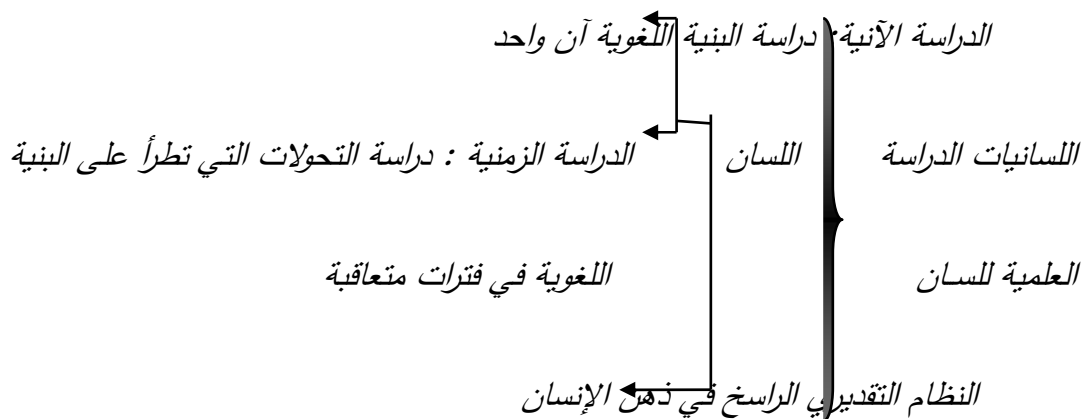 الدراسة الآنية: دراسة البنية اللغوية آن واحد
اللسانيات الدراسة اللسان الدراسة الزمنية : دراسة التحولات التي تطرأ على البنية
العلمية للسان اللغوية في فترات متعاقبة
النظام التقديري الراسخ في ذهن الإنسان